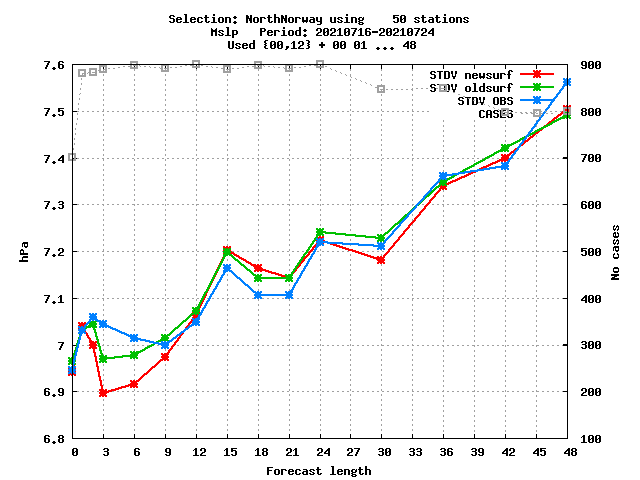 Selection: NorthNorway using    50 stations
Mslp   Period: 20210716-20210724
Used {00,12} + 00 01 ... 48
STDV newsurf
STDV oldsurf
STDV OBS
CASES
7.6
7.5
7.4
7.3
7.2
7.1
7
6.9
6.8
hPa
900
800
700
600
500
400
300
200
100
No cases
0 3 6 9 12 15 18 21 24 27 30 33 36 39 42 45 48
Forecast length